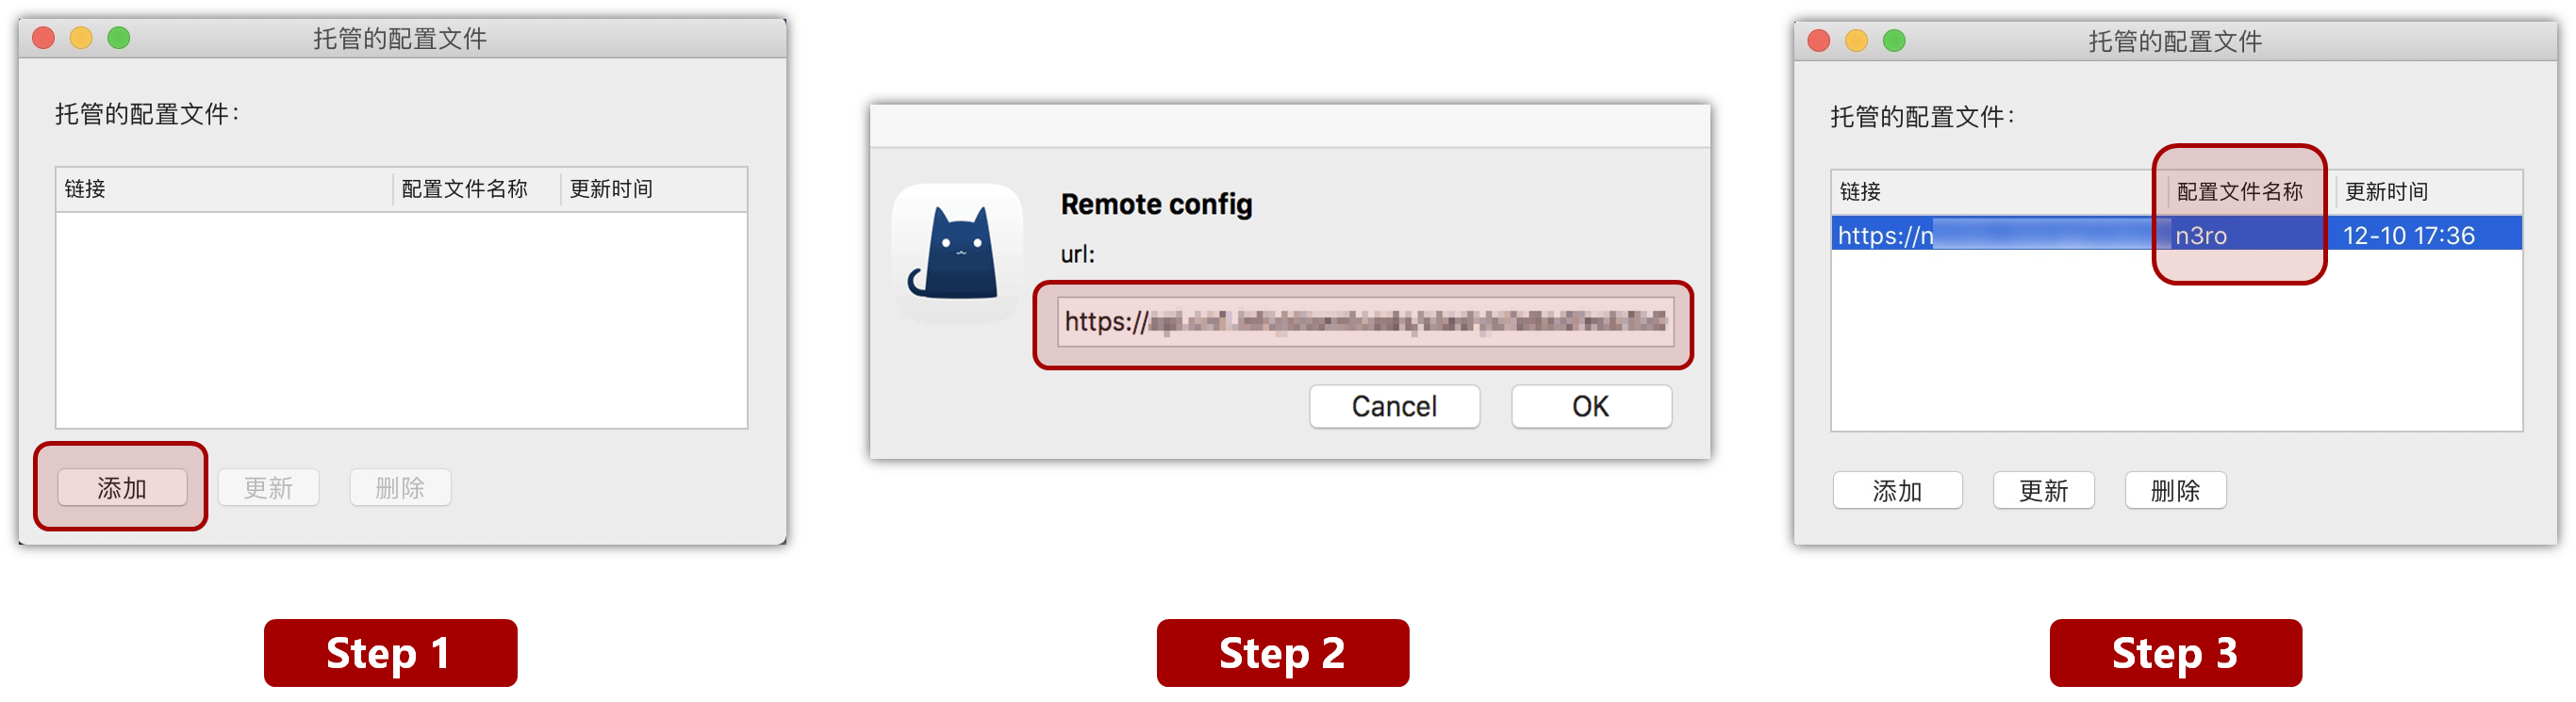 托管的配置文件
托管的配置文件：
链接 配置文件名称 更新时间
添加 更新 删除
Step 1
Remote config
url:
https://
Cancel OK
Step 2
托管的配置文件
托管的配置文件：
链接 配置文件名称 更新时间
https://n n3ro 12-10 17:36
添加 更新 删除
Step 3